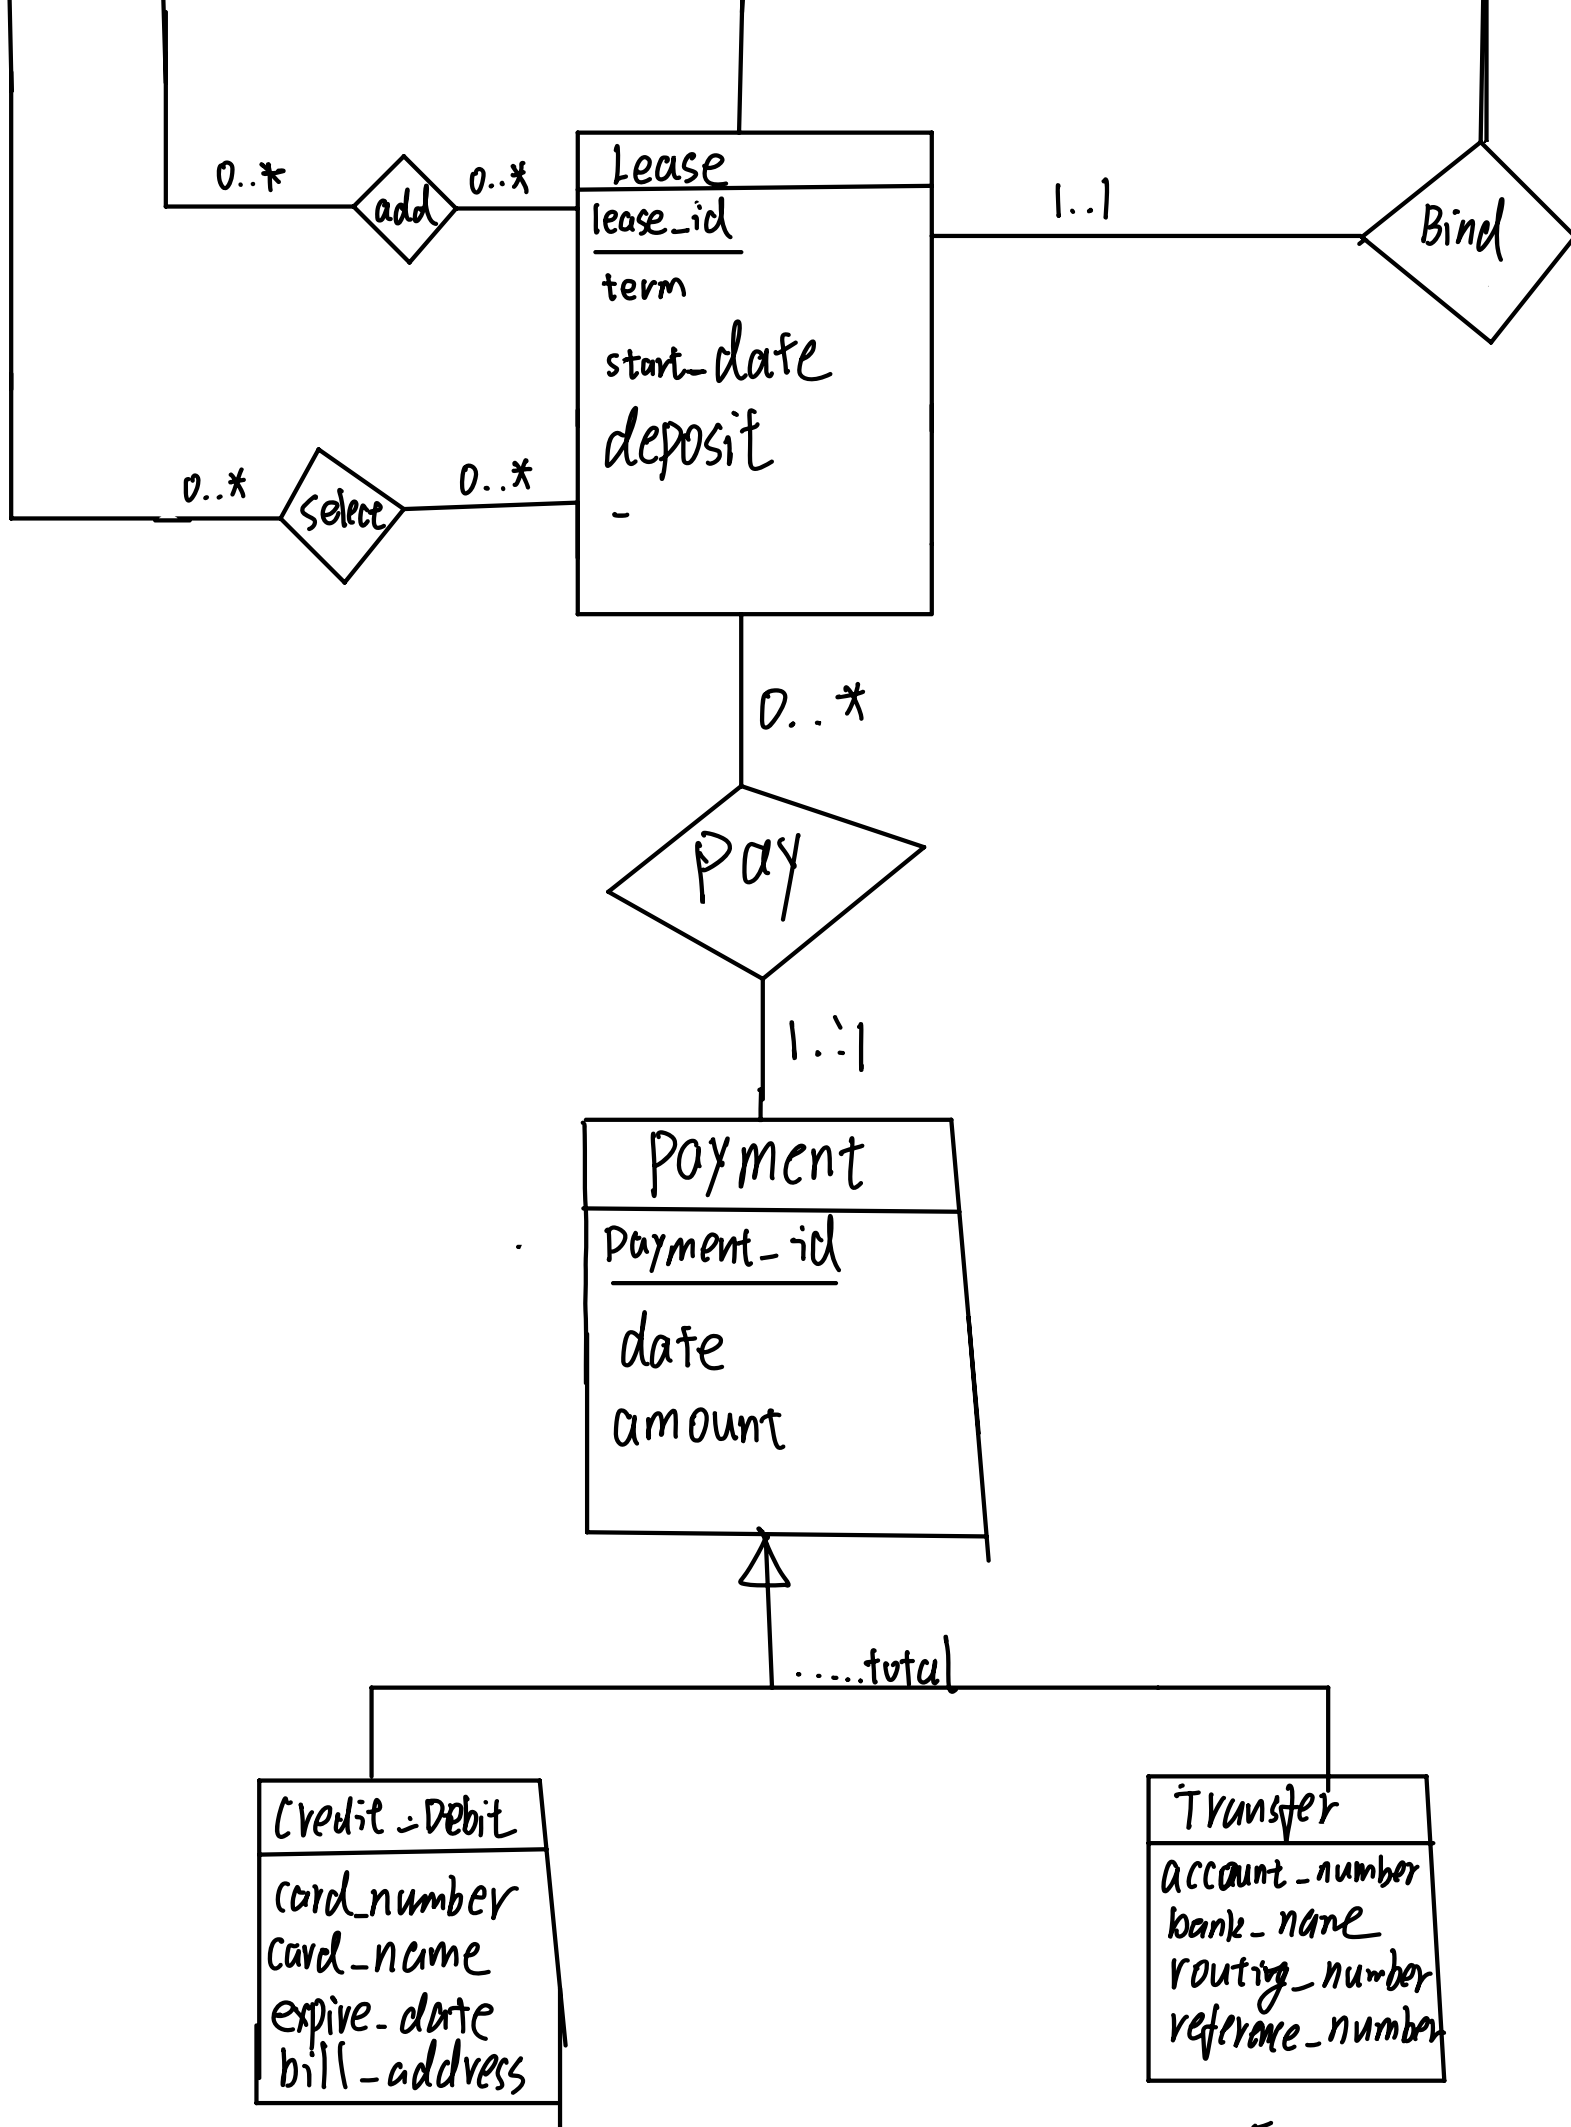 Lease
0..*
add
0..*
lease_id
1..1
Bind
term
start_date
deposit
0..*
select
0..*
-
0..*
Pay
1..1
Payment
Payment_id
date
amount
.....total
Credit_Debit
card_number
card_name
expire_date
bill_address
Transfer
account_number
bank_name
routing_number
reference_number